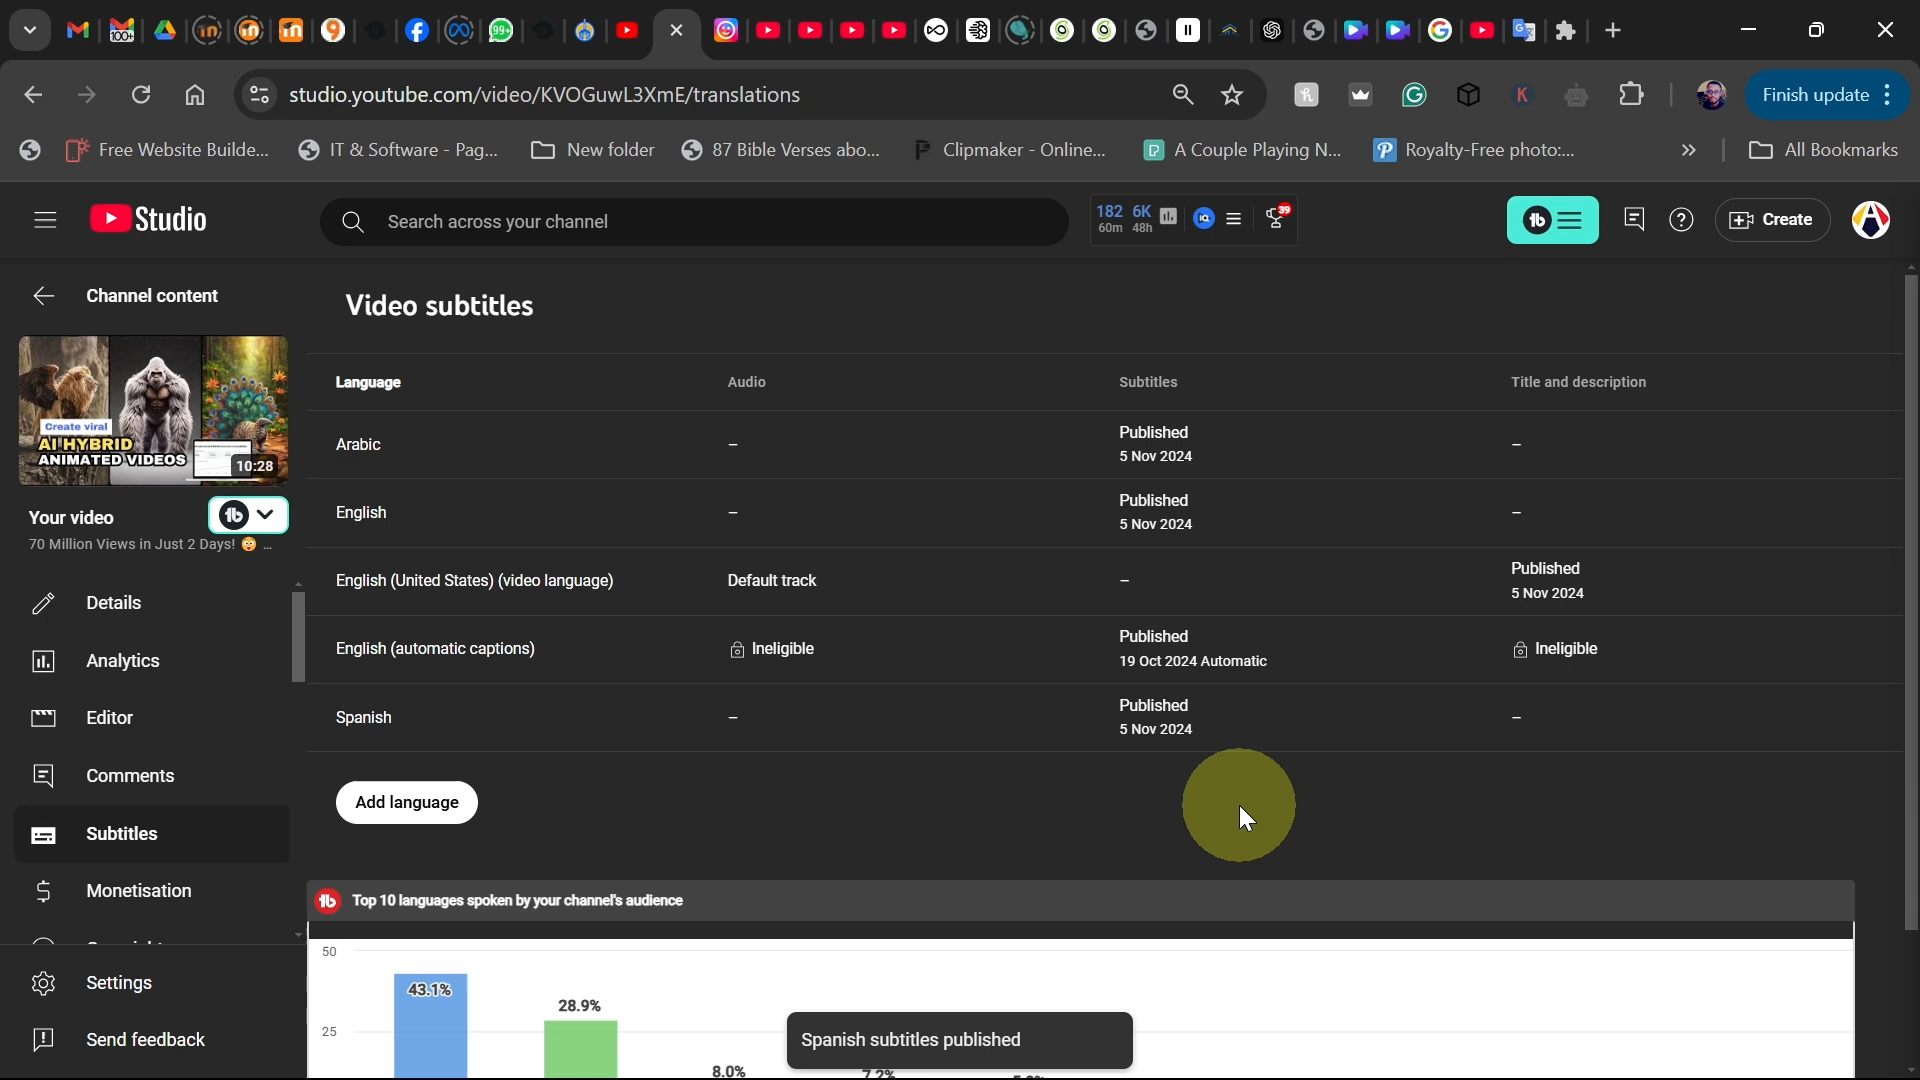 100+
99+
studio.youtube.com/video/KVOGuwL3XmE/translations
Finish update
Free Website Builde...
IT & Software - Pag...
New folder
87 Bible Verses abo...
Clipmaker - Online...
A Couple Playing N...
Royalty-Free photo:...
All Bookmarks
Studio
Search across your channel
182 6K
60m 48h
39
Create
Channel content
Video subtitles
Create viral
AI HYBRID
ANIMATED VIDEOS
10:28
Your video
70 Million Views in Just 2 Days! 😳 ...
Details
Analytics
Editor
Comments
Subtitles
Monetisation
Settings
Send feedback
Language Audio Subtitles Title and description
Arabic – Published –
5 Nov 2024
English – Published –
5 Nov 2024
English (United States) (video language) Default track – Published
5 Nov 2024
English (automatic captions) Ineligible Published Ineligible
19 Oct 2024 Automatic
Spanish – Published –
5 Nov 2024
Add language
Top 10 languages spoken by your channel's audience
50
43.1%
28.9%
25
8.0%
7.2%
Spanish subtitles published